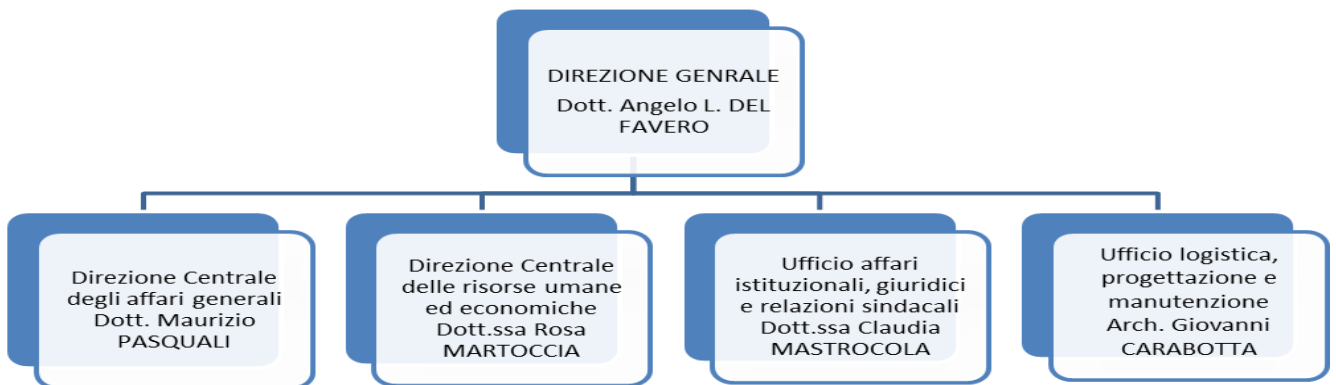 DIREZIONE GENRALE
Dott. Angelo L. DEL
FAVERO
Direzione Centrale
degli affari generali
Dott. Maurizio
PASQUALI
Direzione Centrale
delle risorse umane
ed economiche
Dott.ssa Rosa
MARTOCCIA
Ufficio affari
istituzionali, giuridici
e relazioni sindacali
Dott.ssa Claudia
MASTROCOLA
Ufficio logistica,
progettazione e
manutenzione
Arch. Giovanni
CARABOTTA